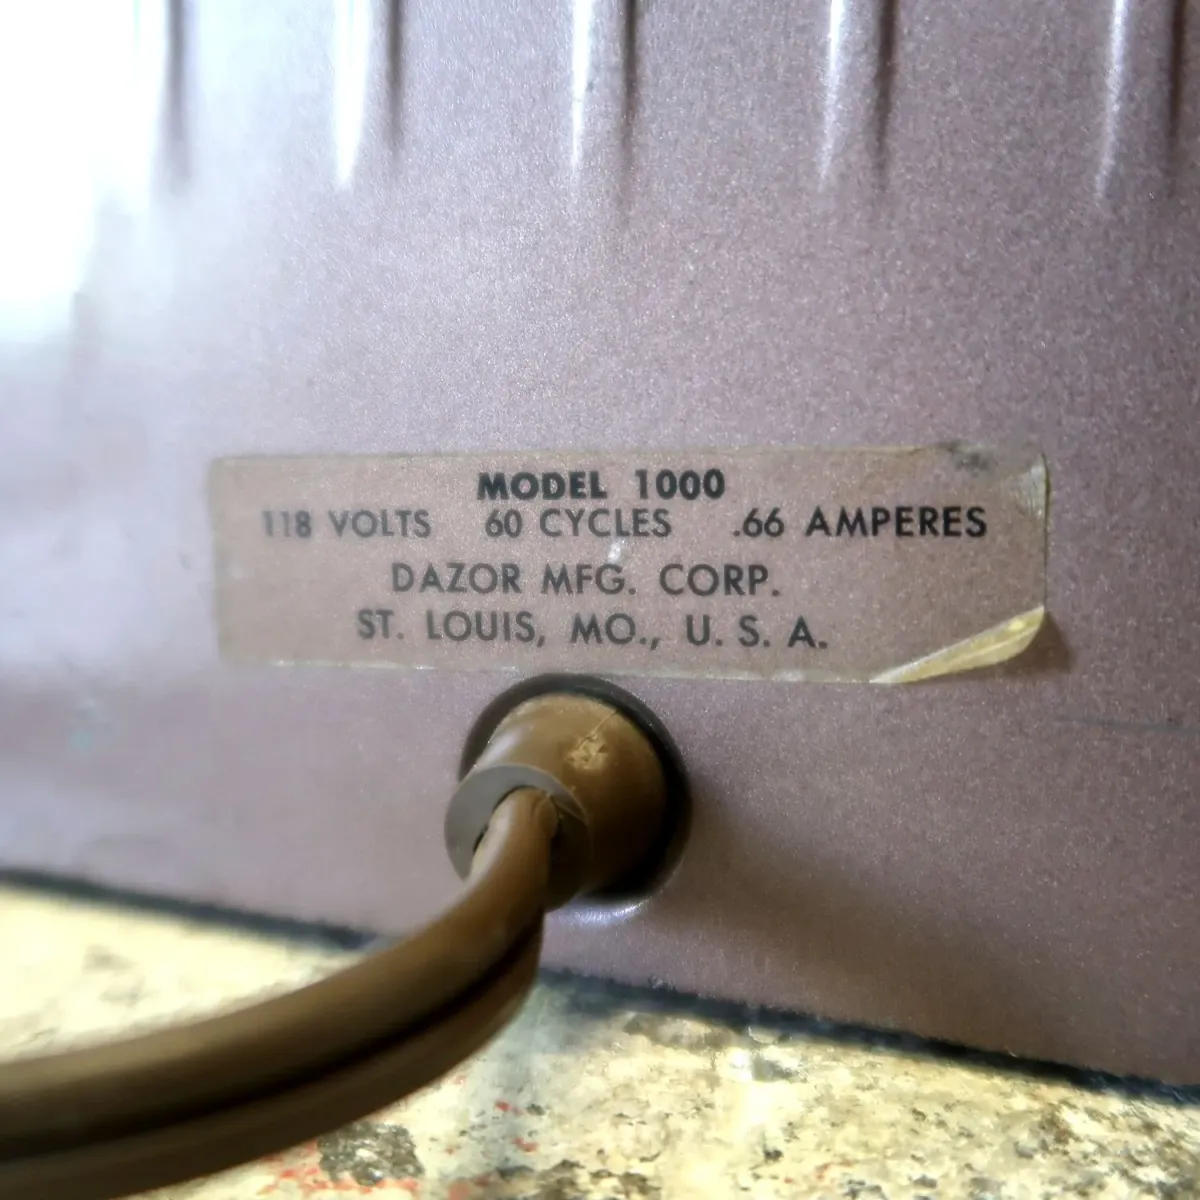 MODEL 1000
118 VOLTS 60 CYCLES .66 AMPERES
DAZOR MFG. CORP.
ST. LOUIS, MO., U. S. A.